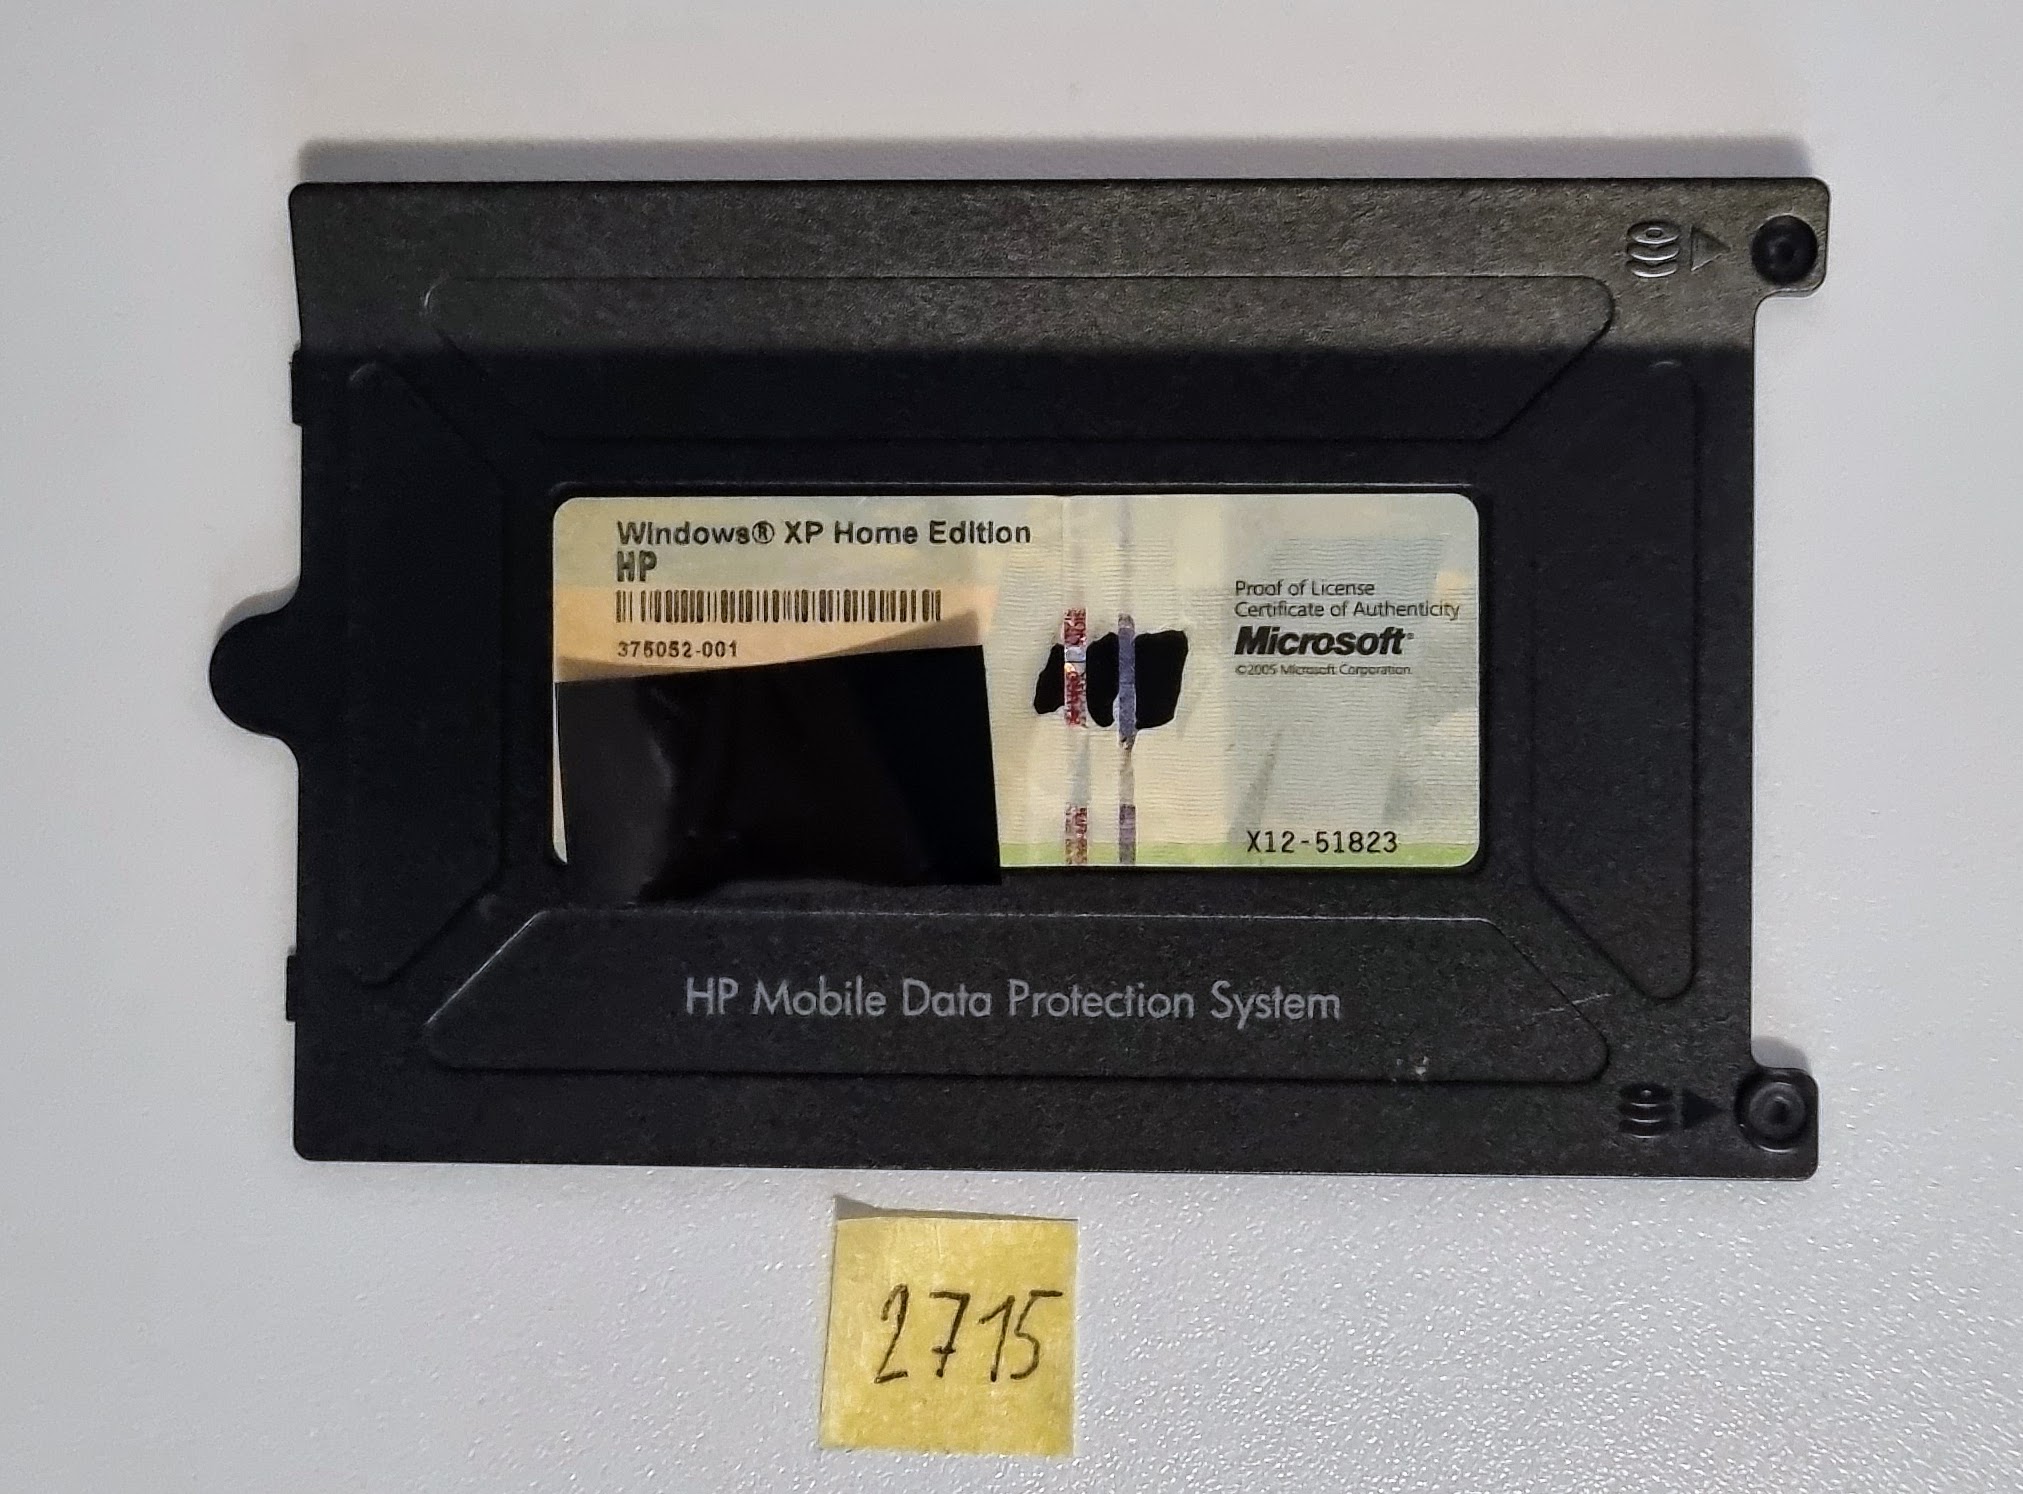 Windows® XP Home Edition
HP
375052-001
Proof of License
Certificate of Authenticity
Microsoft®
©2005 Microsoft Corporation
X12-51823
HP Mobile Data Protection System
2715